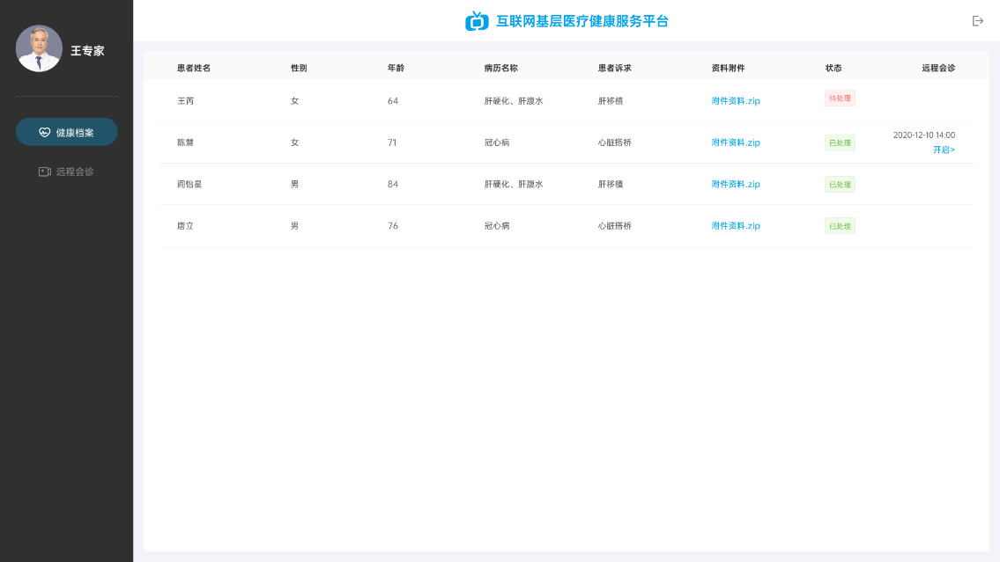 互联网基层医疗健康服务平台
王专家
健康档案
远程会诊
患者姓名 性别 年龄 病历名称 患者诉求 资料附件 状态 远程会诊
王芮 女 64 肝硬化、肝腹水 肝移植 附件资料.zip 待处理
陈慧 女 71 冠心病 心脏搭桥 附件资料.zip 已处理 2020-12-10 14:00
开启>
阎怡星 男 84 肝硬化、肝腹水 肝移植 附件资料.zip 已处理
唐立 男 76 冠心病 心脏搭桥 附件资料.zip 已处理